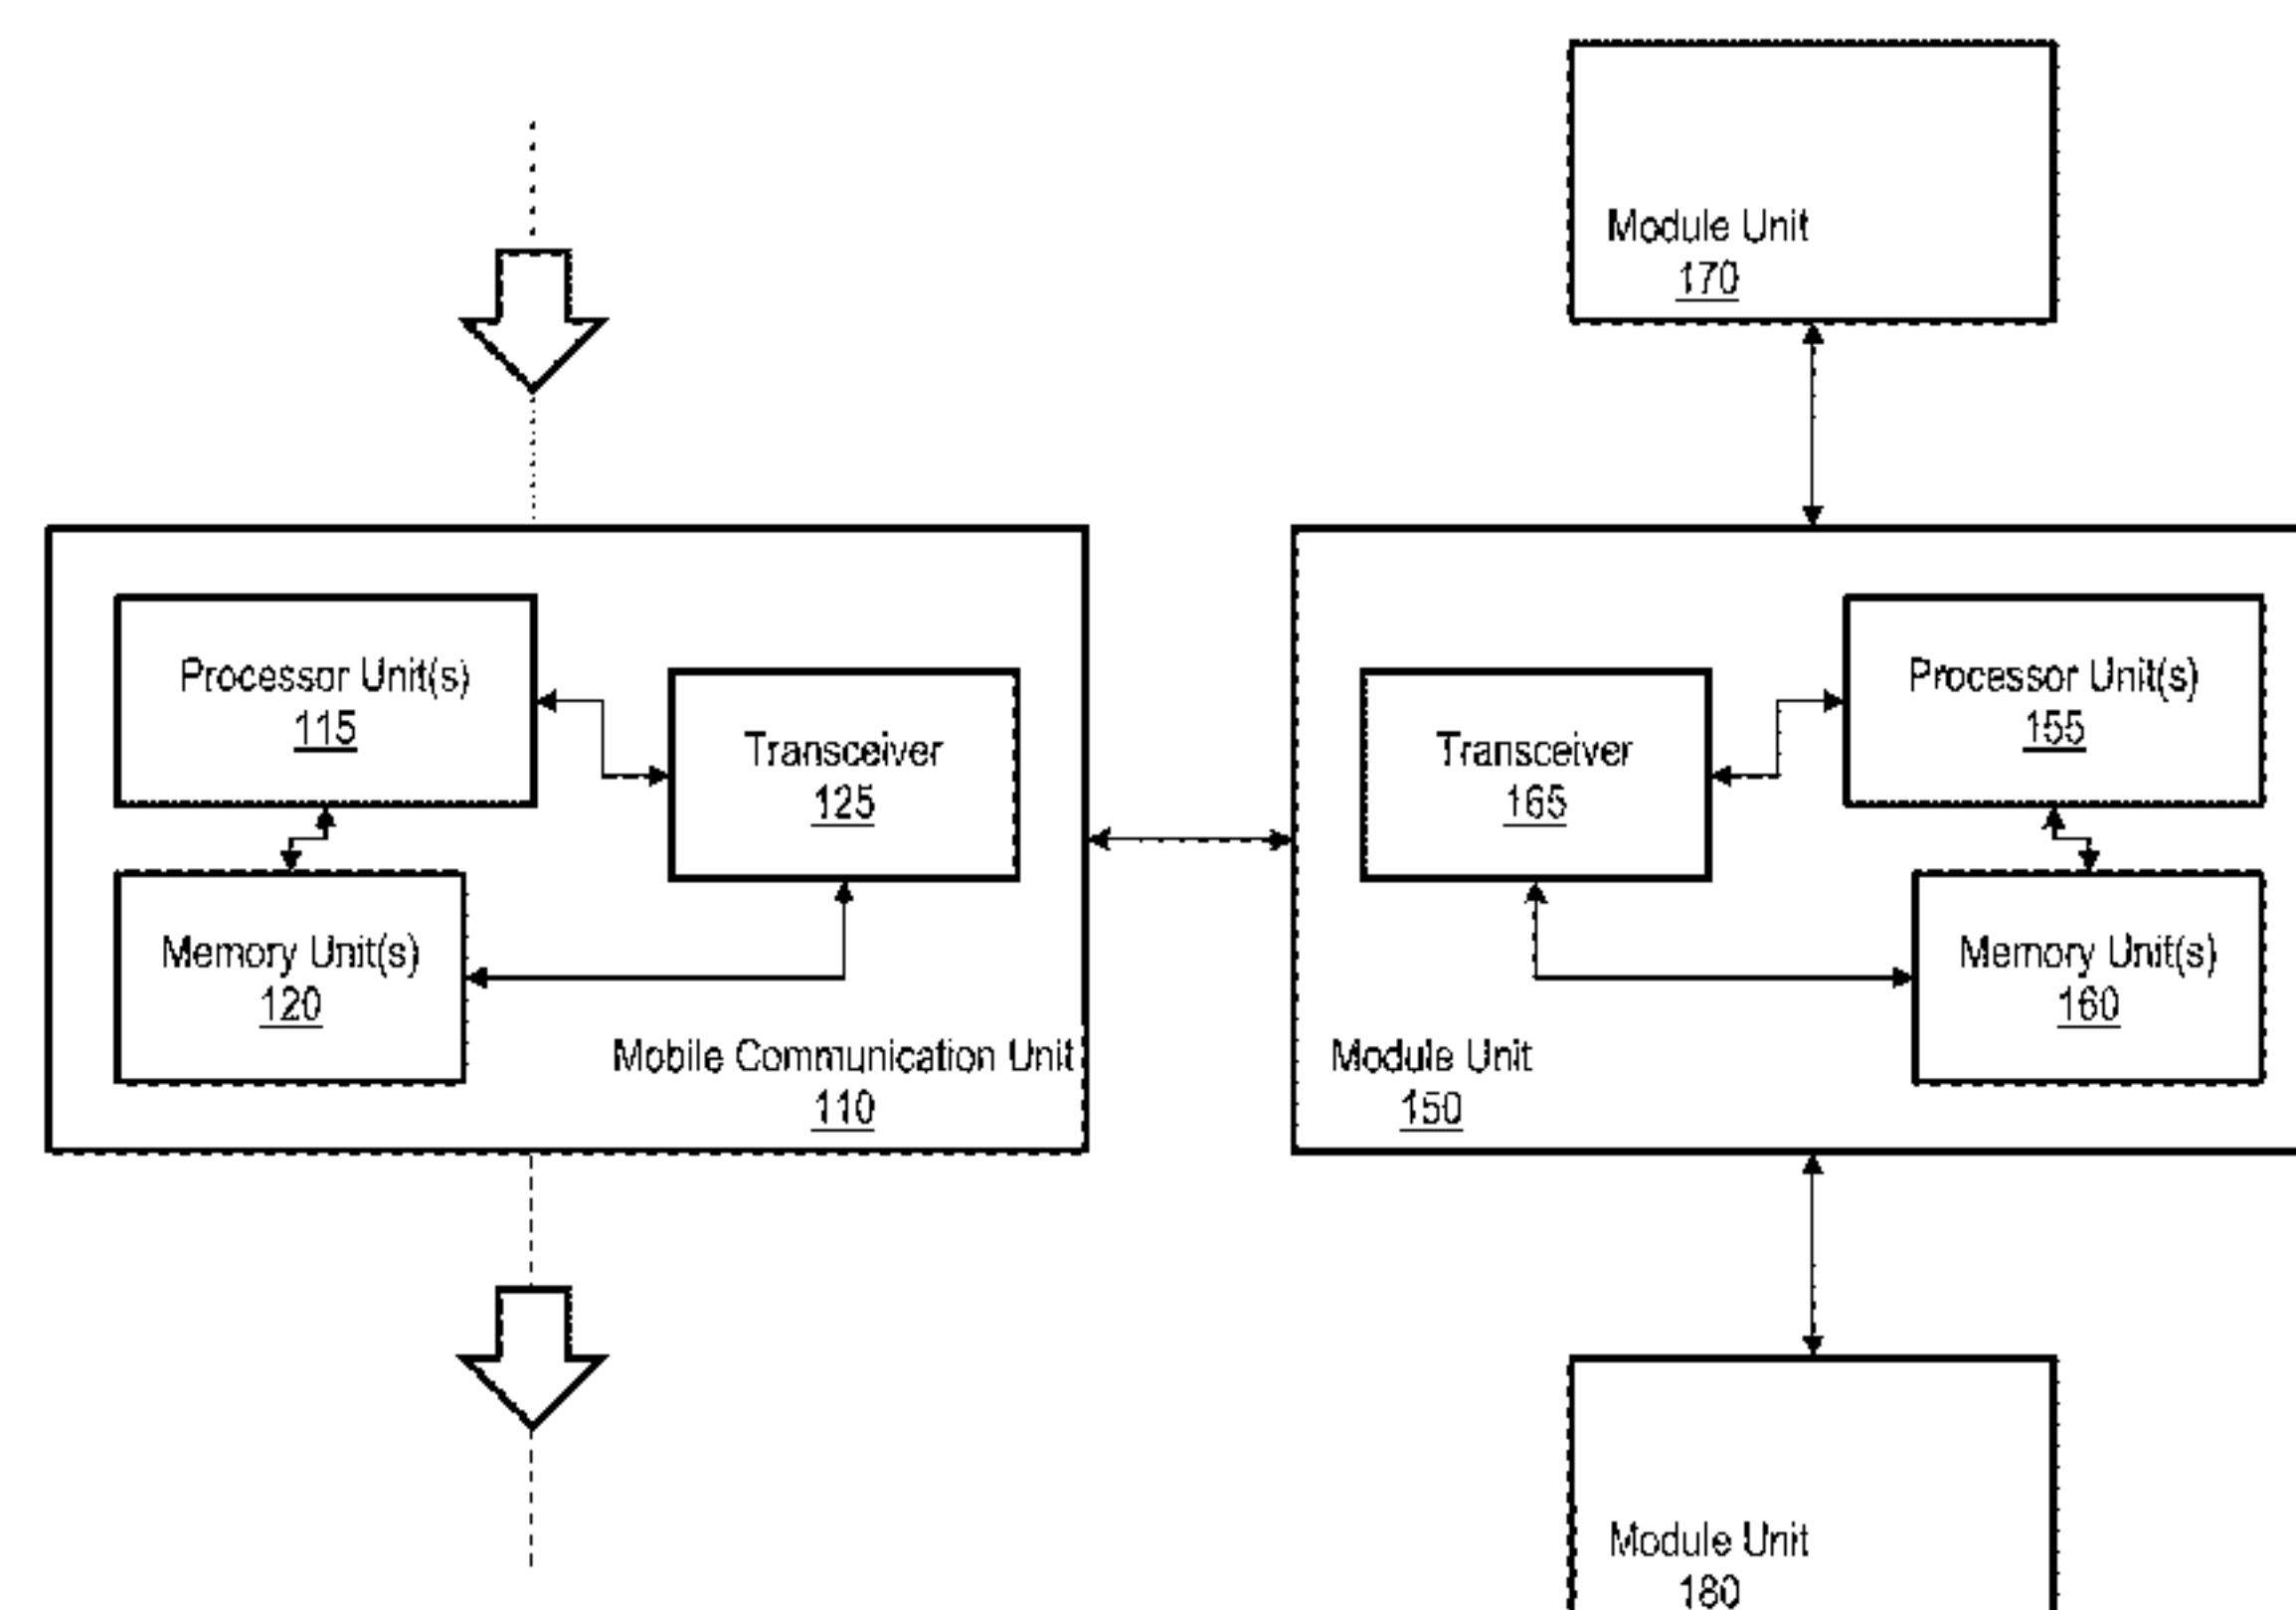 Module Unit
170
Processor Unit(s)
115
Transceiver
125
Memory Unit(s)
120
Mobile Communication Unit
110
Transceiver
165
Processor Unit(s)
155
Memory Unit(s)
160
Module Unit
150
Module Unit
180